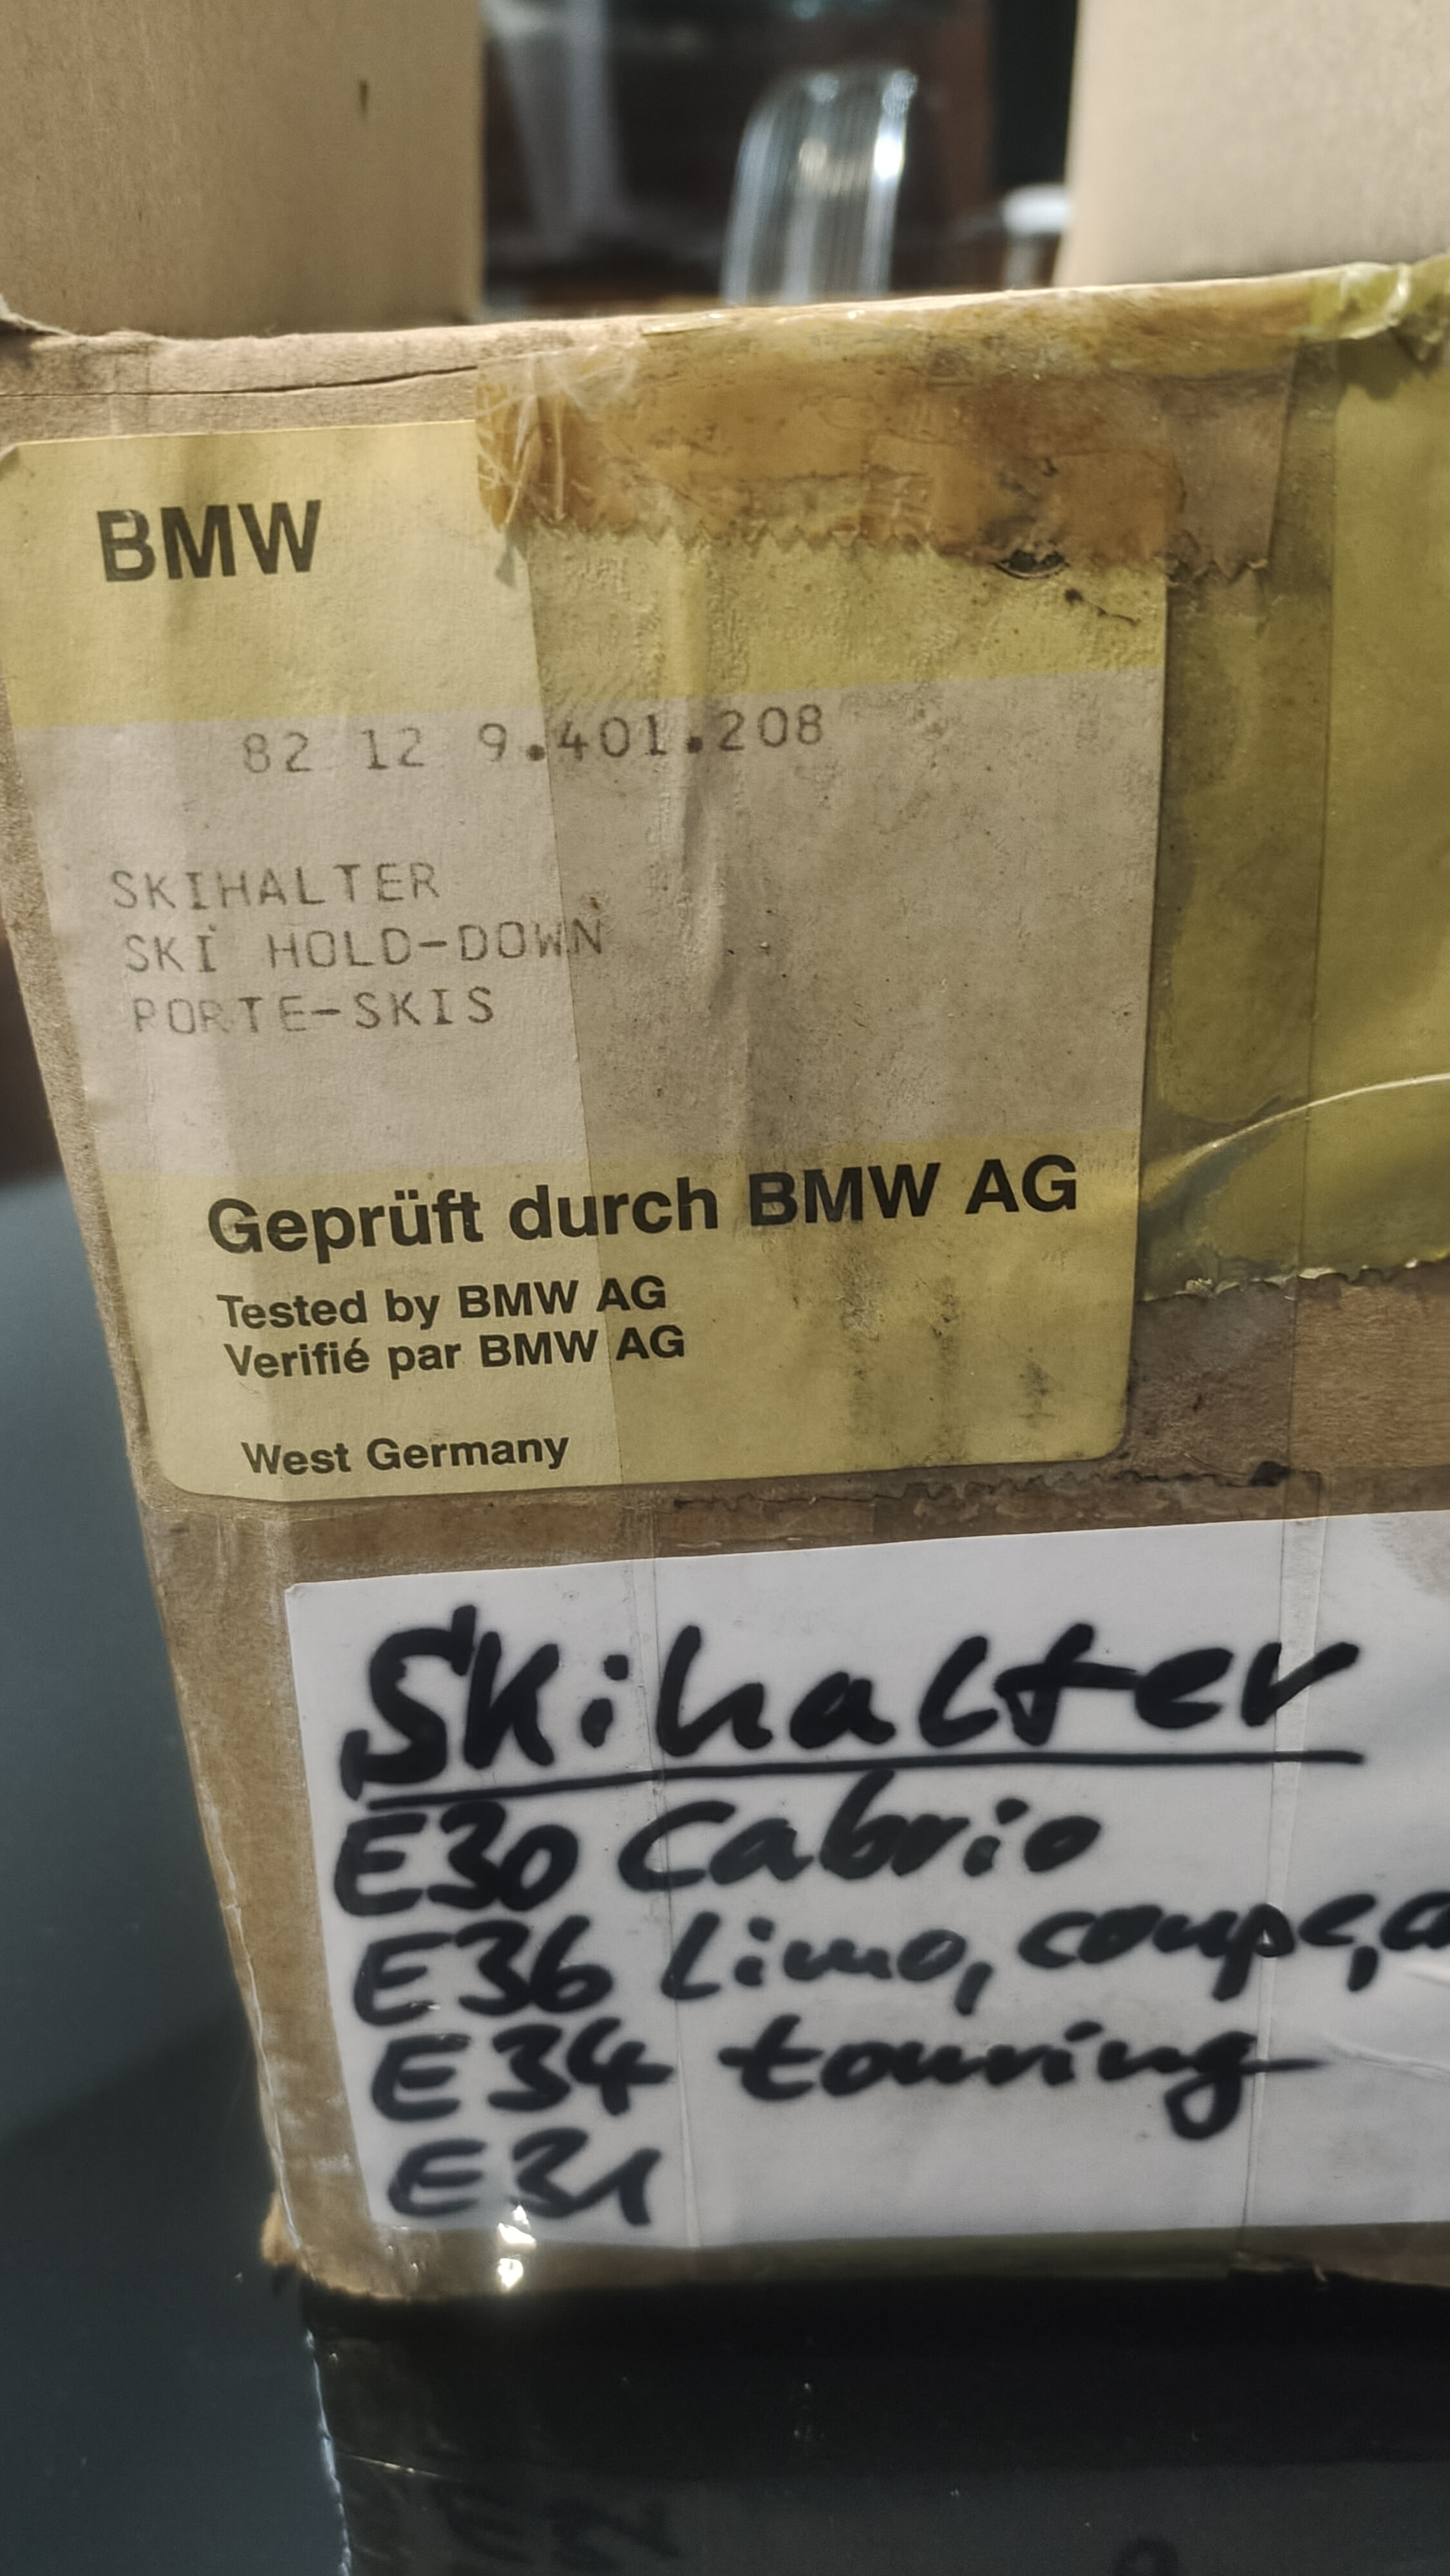 BMW
82 12 9.401.208
SKIHALTER
SKI HOLD-DOWN
PORTE-SKIS
Geprüft durch BMW AG
Tested by BMW AG
Verifié par BMW AG
West Germany
Skihalter
E30 Cabrio
E36 Limo, coupe,
E34 touring
E31